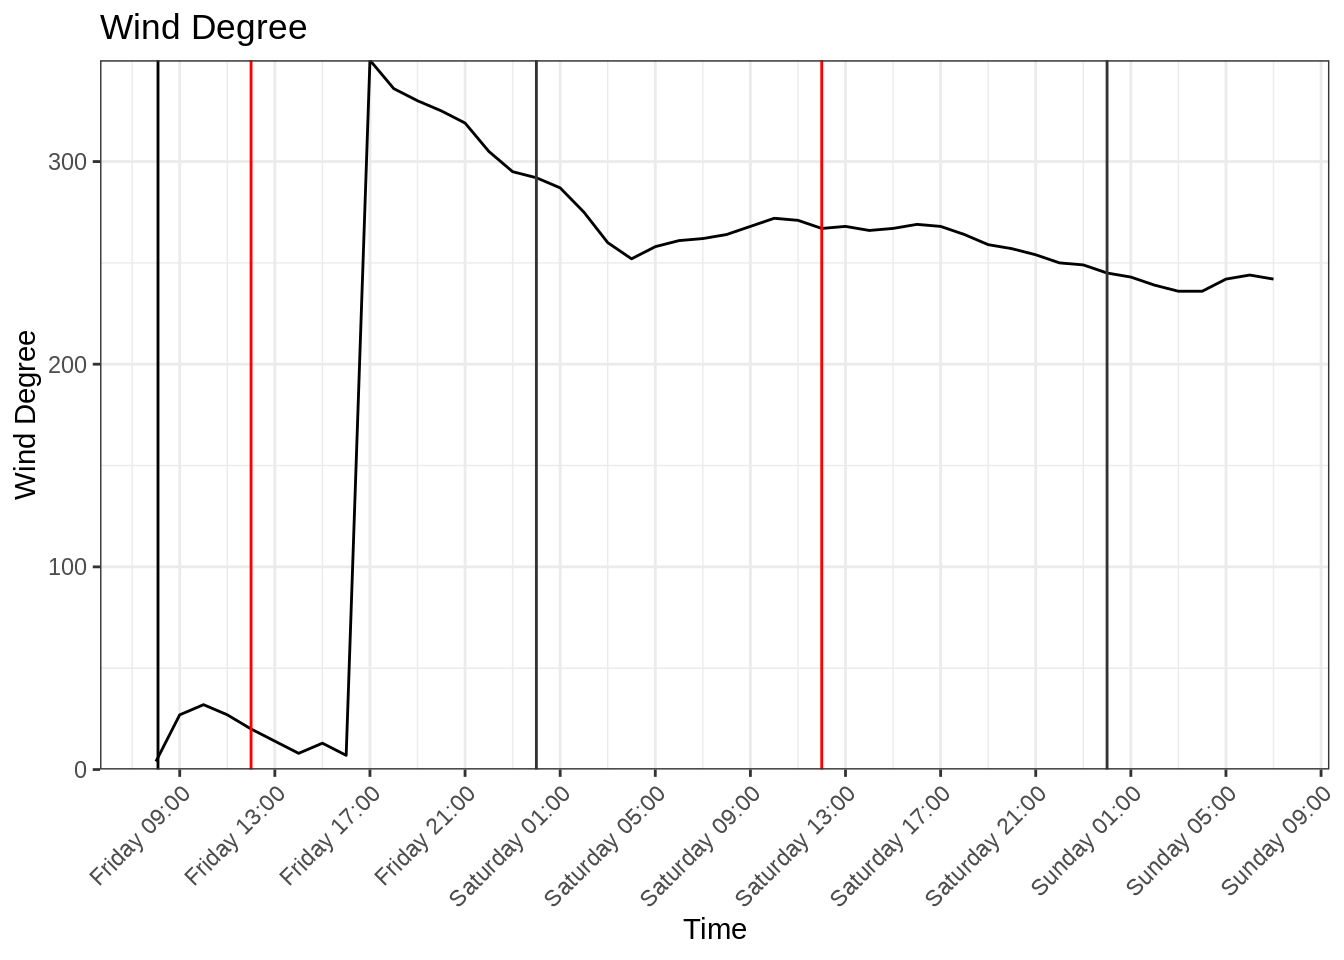 Wind Degree
Wind Degree
300
200
100
0
Friday 09:00
Friday 13:00
Friday 17:00
Friday 21:00
Saturday 01:00
Saturday 05:00
Saturday 09:00
Saturday 13:00
Saturday 17:00
Saturday 21:00
Sunday 01:00
Sunday 05:00
Sunday 09:00
Time